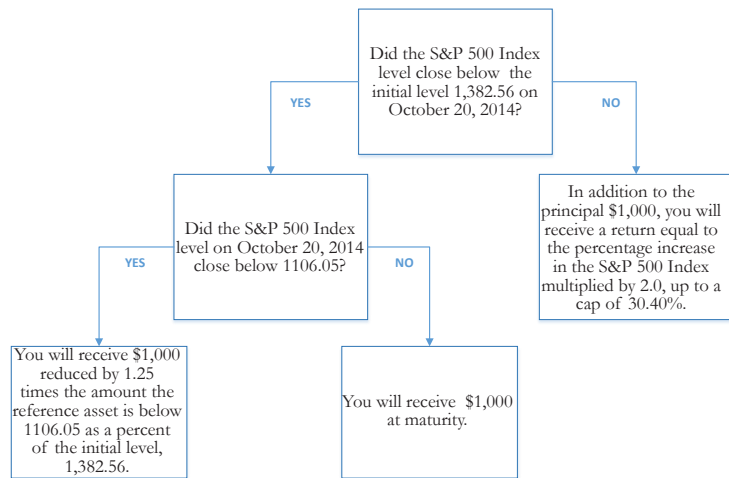 Did the S&P 500 Index
level close below the
initial level 1,382.56 on
October 20, 2014?
YES
NO
Did the S&P 500 Index
level on October 20, 2014
close below 1106.05?
In addition to the
principal $1,000, you will
receive a return equal to
the percentage increase
in the S&P 500 Index
multiplied by 2.0, up to a
cap of 30.40%.
YES
NO
You will receive $1,000
reduced by 1.25
times the amount the
reference asset is below
1106.05 as a percent
of the initial level,
1,382.56.
You will receive $1,000
at maturity.